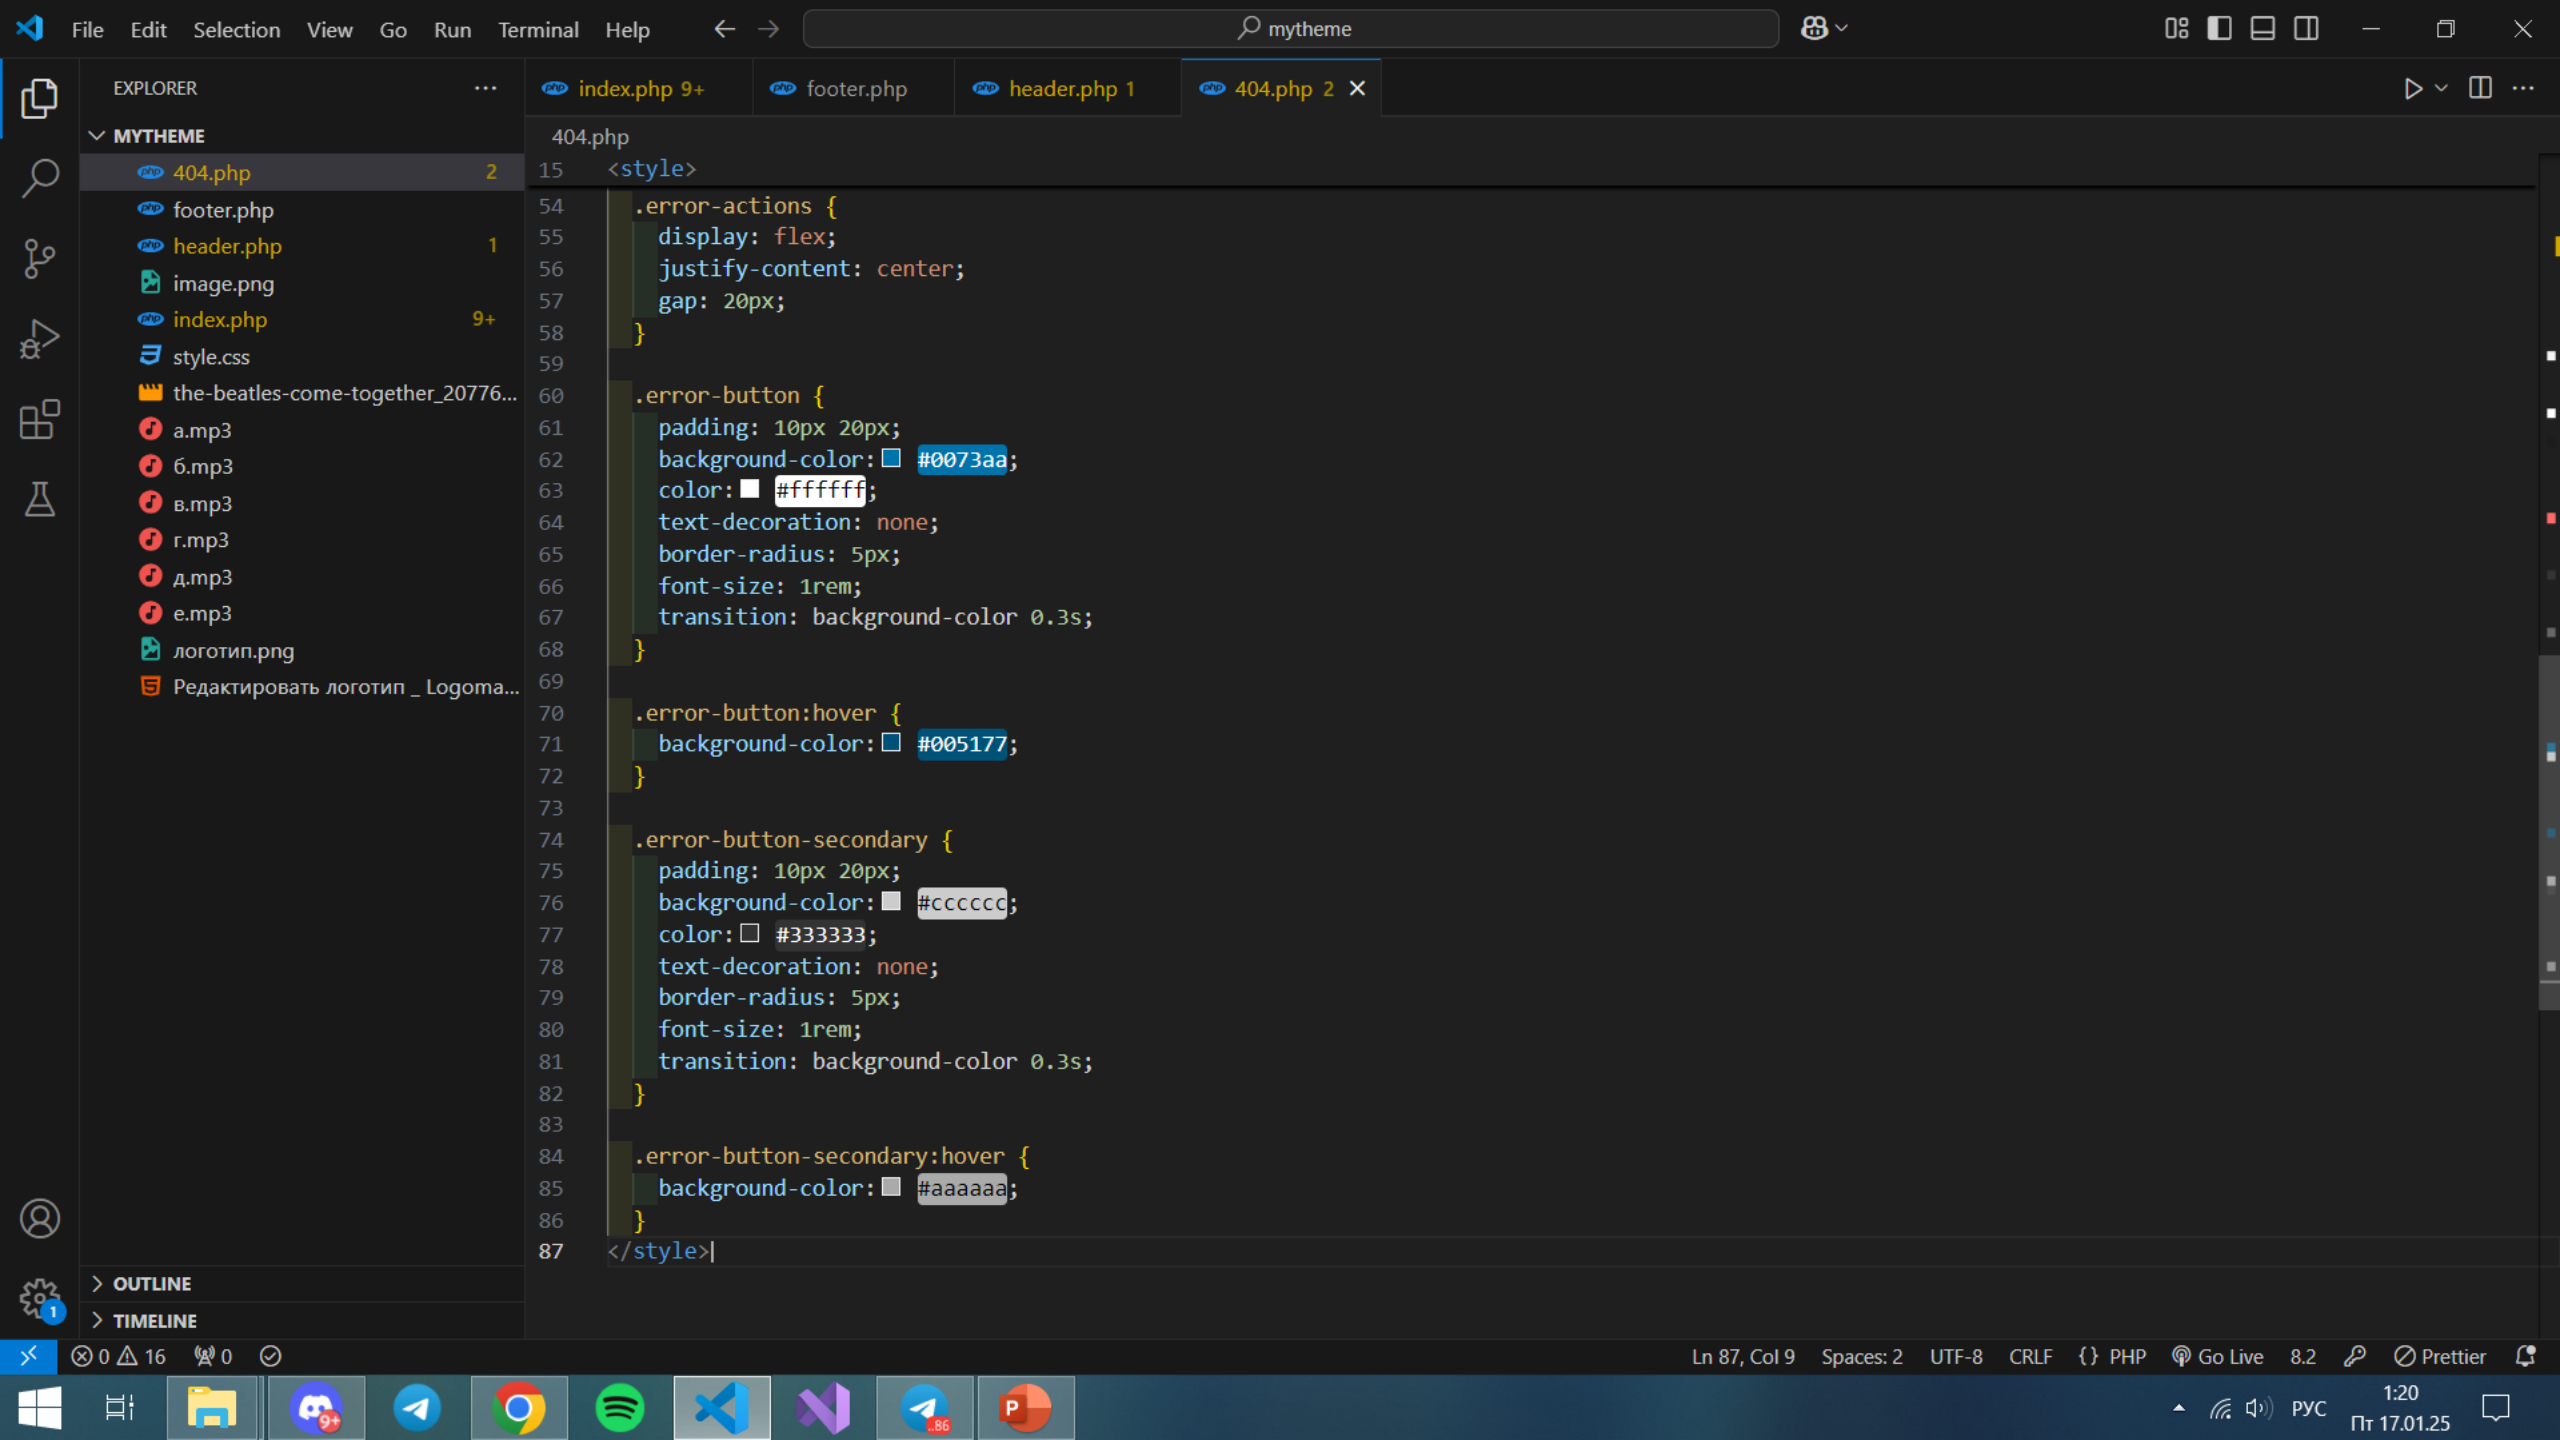 File Edit Selection View Go Run Terminal Help
mytheme
EXPLORER
index.php 9+
footer.php
header.php 1
404.php 2
MYTHEME
404.php 2
footer.php
header.php 1
image.png
index.php 9+
style.css
the-beatles-come-together_20776...
а.mp3
б.mp3
в.mp3
г.mp3
д.mp3
е.mp3
логотип.png
Редактировать логотип _ Logoma...
OUTLINE
TIMELINE
404.php
15 <style>
54 .error-actions {
55 display: flex;
56 justify-content: center;
57 gap: 20px;
58 }
59
60 .error-button {
61 padding: 10px 20px;
62 background-color: #0073aa;
63 color: #ffffff;
64 text-decoration: none;
65 border-radius: 5px;
66 font-size: 1rem;
67 transition: background-color 0.3s;
68 }
69
70 .error-button:hover {
71 background-color: #005177;
72 }
73
74 .error-button-secondary {
75 padding: 10px 20px;
76 background-color: #cccccc;
77 color: #333333;
78 text-decoration: none;
79 border-radius: 5px;
80 font-size: 1rem;
81 transition: background-color 0.3s;
82 }
83
84 .error-button-secondary:hover {
85 background-color: #aaaaaa;
86 }
87 </style>
1
0 16 0
Ln 87, Col 9 Spaces: 2 UTF-8 CRLF {} PHP Go Live 8.2 Prettier
9+
..86
P
РУС
1:20
Пт 17.01.25